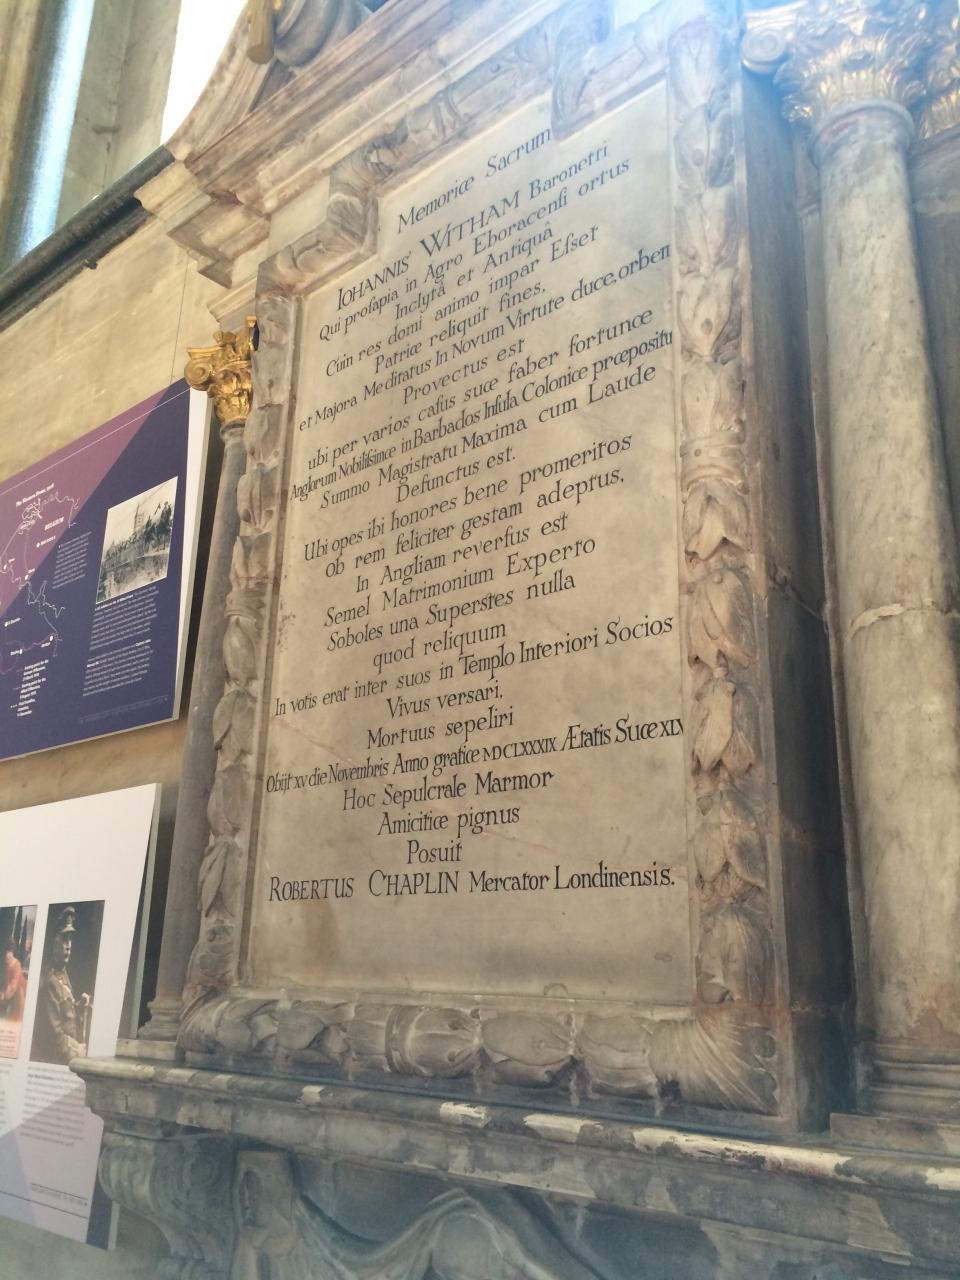 Memoriæ Sacrum
IOHANNIS WITHAM Baronetti
Qui prosapia in Agro Eboracensi ortus
Inclytâ et Antiquâ
Cum res domi animo impar Esset
Patriæ reliquit fines,
et Majora Meditatus In Novum Virtute duce, orbem
Provectus est
ubi per varios casus suæ faber fortunæ
Anglorum Nobilissimæ in Barbados Insula Coloniæ præpositu
Summo Magistratu Maxima cum Laude
Defunctus est.
Ubi opes ibi honores bene promeritos
ob rem feliciter gestam adeptus,
In Angliam reversus est
Semel Matrimonium Experto
Soboles una Superstes nulla
quod reliquum
In votis erat inter suos in Templo Interiori Socios
Vivus versari,
Mortuus sepeliri
Obijt xv die Novembris Anno gratiæ MDCLXXXIX Ætatis Suæ XLV
Hoc Sepulcrale Marmor
Amicitiæ pignus
Posuit
ROBERTUS CHAPLIN Mercator Londinensis.
BELGIUM